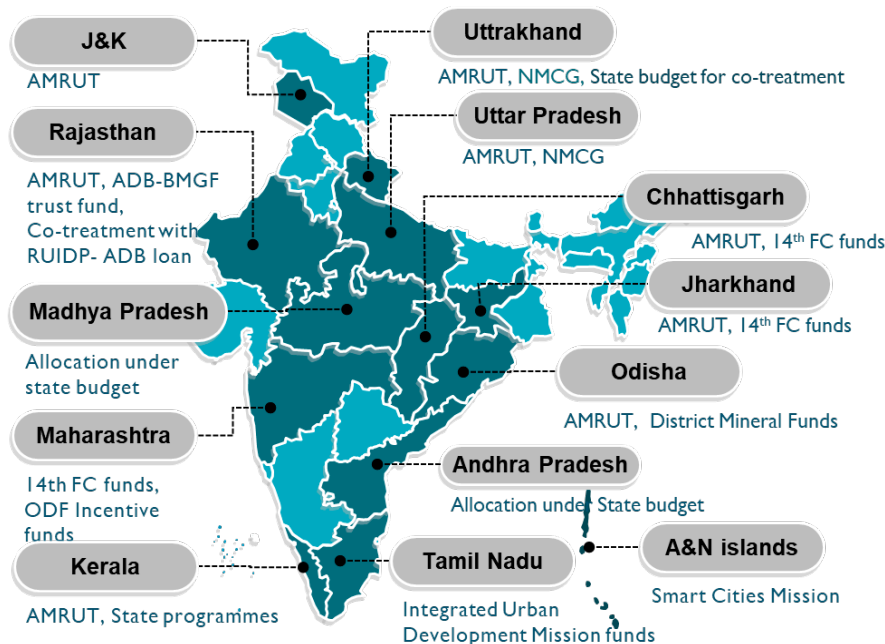 J&K
AMRUT
Rajasthan
AMRUT, ADB-BMGF
trust fund,
Co-treatment with
RUIDP- ADB loan
Madhya Pradesh
Allocation under
state budget
Maharashtra
14th FC funds,
ODF Incentive
funds
Kerala
AMRUT, State programmes
Uttrakhand
AMRUT, NMCG, State budget for co-treatment
Uttar Pradesh
AMRUT, NMCG
Chhattisgarh
AMRUT, 14th FC funds
Jharkhand
AMRUT, 14th FC funds
Odisha
AMRUT, District Mineral Funds
Andhra Pradesh
Allocation under State budget
Tamil Nadu
Integrated Urban
Development Mission funds
A&N islands
Smart Cities Mission